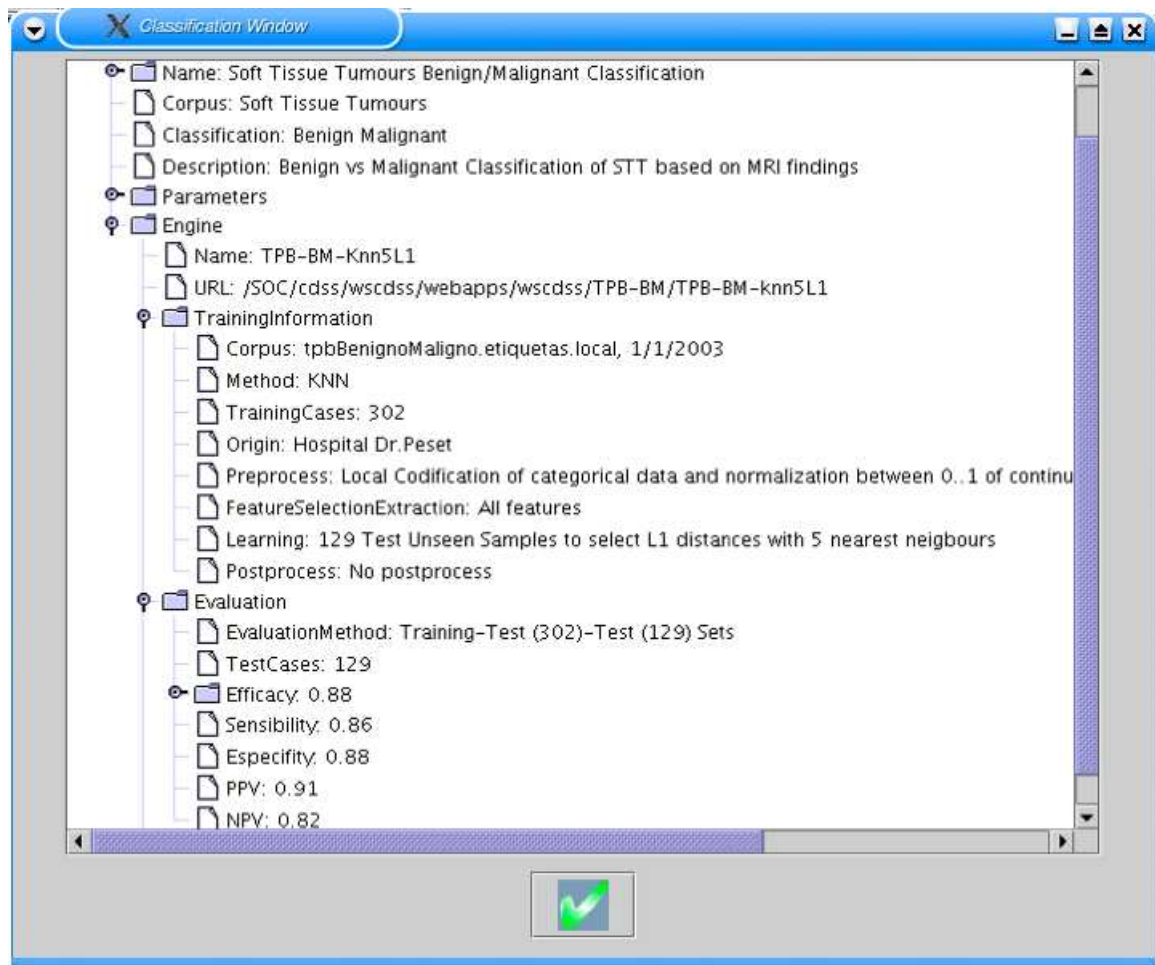 Classification Window
Name: Soft Tissue Tumours Benign/Malignant Classification
Corpus: Soft Tissue Tumours
Classification: Benign Malignant
Description: Benign vs Malignant Classification of STT based on MRI findings
Parameters
Engine
Name: TPB-BM-Knn5L1
URL: /SOC/cdss/wscdss/webapps/wscdss/TPB-BM/TPB-BM-knn5L1
TrainingInformation
Corpus: tpbBenignoMaligno.etiquetas.local, 1/1/2003
Method: KNN
TrainingCases: 302
Origin: Hospital Dr.Peset
Preprocess: Local Codification of categorical data and normalization between 0..1 of continu
FeatureSelectionExtraction: All features
Learning: 129 Test Unseen Samples to select L1 distances with 5 nearest neigbours
Postprocess: No postprocess
Evaluation
EvaluationMethod: Training-Test (302)-Test (129) Sets
TestCases: 129
Efficacy: 0.88
Sensibility: 0.86
Especifity: 0.88
PPV: 0.91
NPV: 0.82